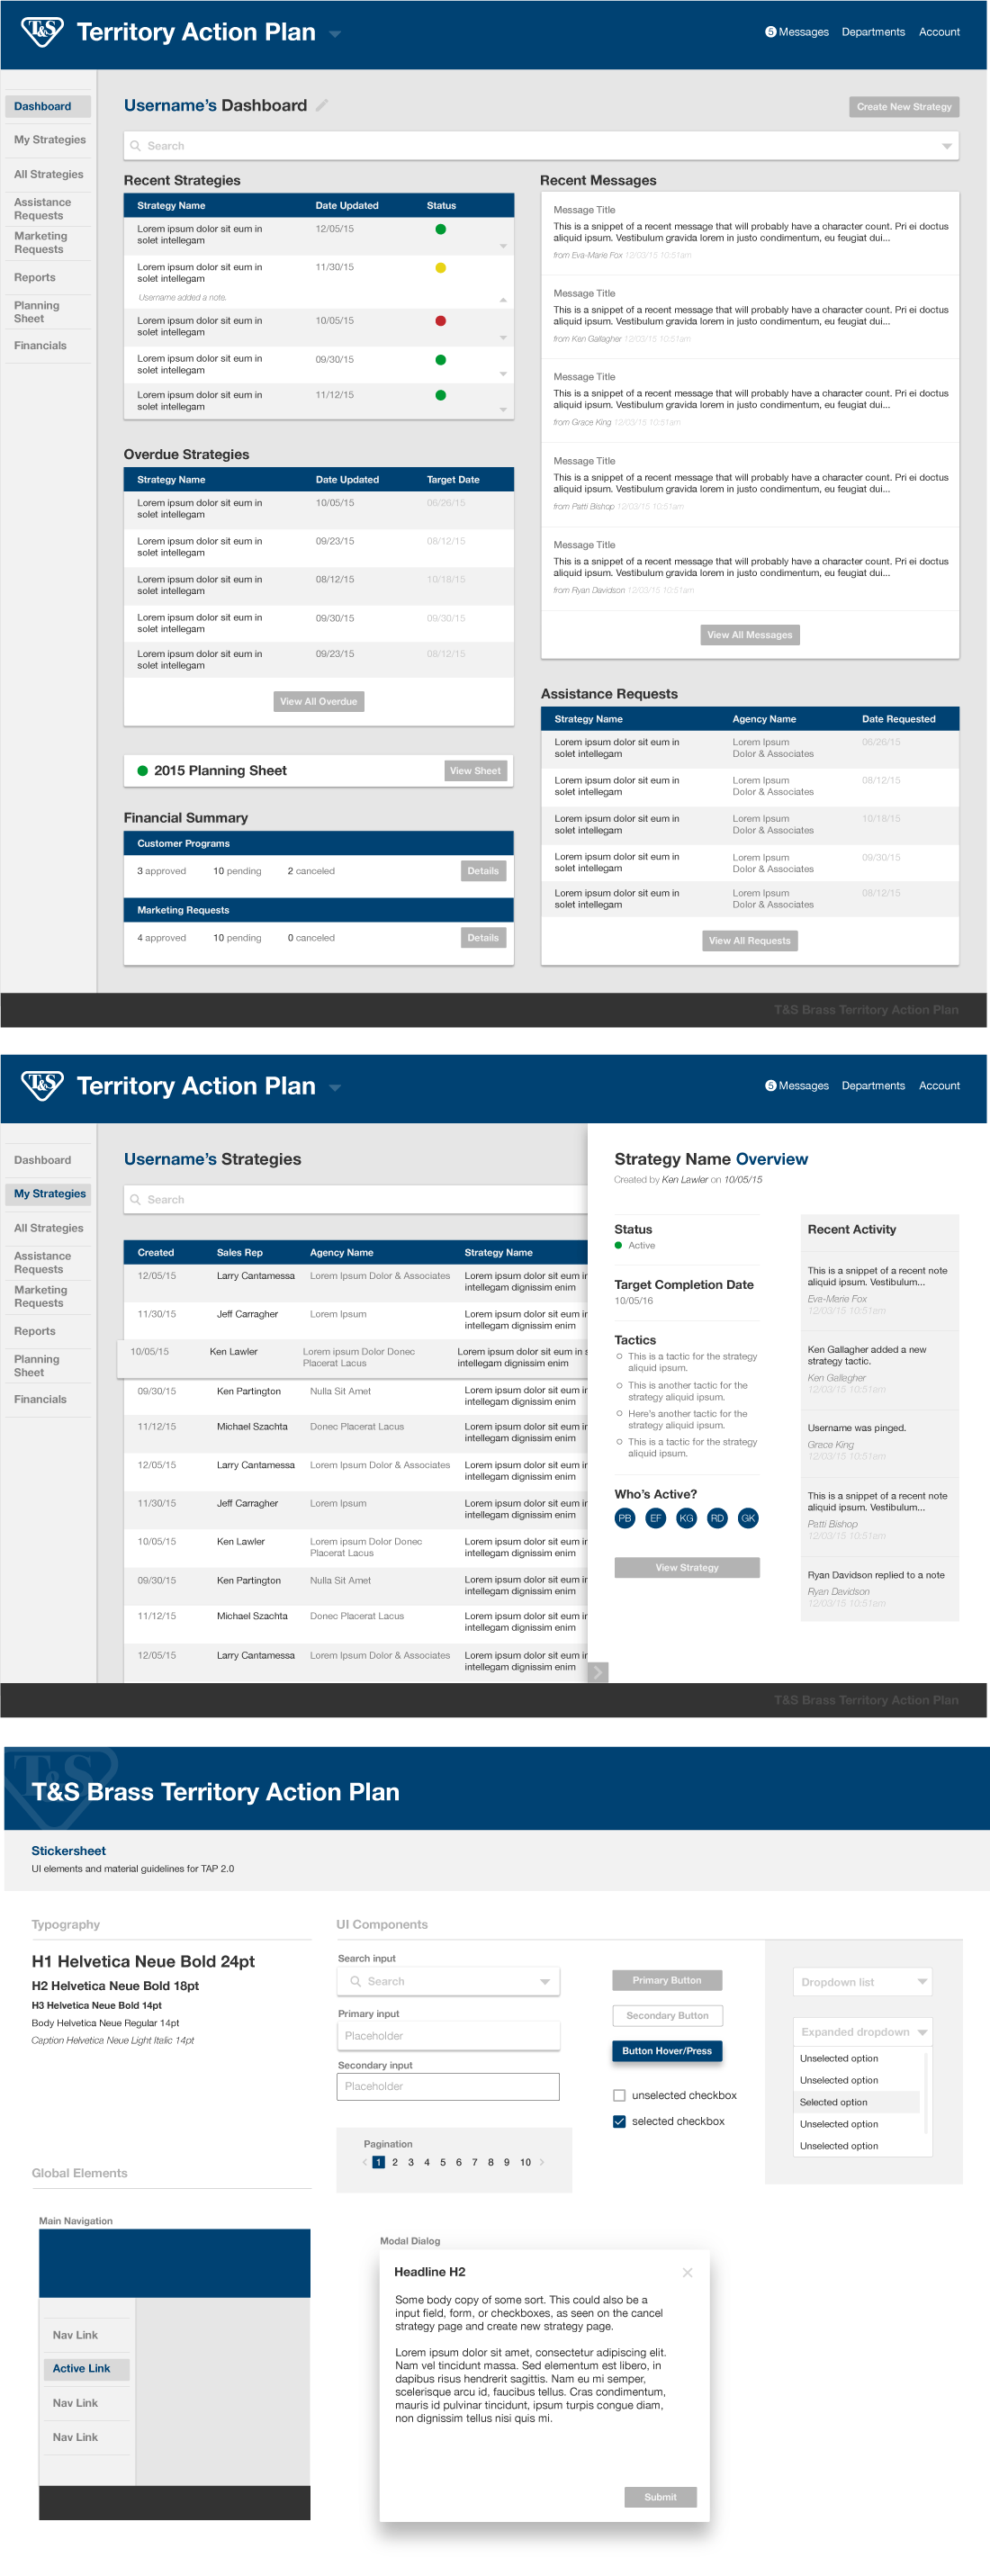 T&S Territory Action Plan
5 Messages Departments Account
Dashboard
My Strategies
All Strategies
Assistance
Requests
Marketing
Requests
Reports
Planning
Sheet
Financials
Username's Dashboard
Create New Strategy
Search
Recent Strategies
Strategy Name Date Updated Status
Lorem ipsum dolor sit eum in 12/05/15
solet intellegam
Lorem ipsum dolor sit eum in 11/30/15
solet intellegam
Username added a note.
Lorem ipsum dolor sit eum in 10/05/15
solet intellegam
Lorem ipsum dolor sit eum in 09/30/15
solet intellegam
Lorem ipsum dolor sit eum in 11/12/15
solet intellegam
Overdue Strategies
Strategy Name Date Updated Target Date
Lorem ipsum dolor sit eum in 10/05/15 06/26/15
solet intellegam
Lorem ipsum dolor sit eum in 09/23/15 08/12/15
solet intellegam
Lorem ipsum dolor sit eum in 08/12/15 10/18/15
solet intellegam
Lorem ipsum dolor sit eum in 09/30/15 09/30/15
solet intellegam
Lorem ipsum dolor sit eum in 09/23/15 08/12/15
solet intellegam
View All Overdue
2015 Planning Sheet View Sheet
Financial Summary
Customer Programs
3 approved 10 pending 2 canceled Details
Marketing Requests
4 approved 10 pending 0 canceled Details
Recent Messages
Message Title
This is a snippet of a recent message that will probably have a character count. Pri ei doctus
aliquid ipsum. Vestibulum gravida lorem in justo condimentum, eu feugiat dui...
from Eva-Marie Fox 12/03/15 10:51am
Message Title
This is a snippet of a recent message that will probably have a character count. Pri ei doctus
aliquid ipsum. Vestibulum gravida lorem in justo condimentum, eu feugiat dui...
from Ken Gallagher 12/03/15 10:51am
Message Title
This is a snippet of a recent message that will probably have a character count. Pri ei doctus
aliquid ipsum. Vestibulum gravida lorem in justo condimentum, eu feugiat dui...
from Grace King 12/03/15 10:51am
Message Title
This is a snippet of a recent message that will probably have a character count. Pri ei doctus
aliquid ipsum. Vestibulum gravida lorem in justo condimentum, eu feugiat dui...
from Patti Bishop 12/03/15 10:51am
Message Title
This is a snippet of a recent message that will probably have a character count. Pri ei doctus
aliquid ipsum. Vestibulum gravida lorem in justo condimentum, eu feugiat dui...
from Ryan Davidson 12/03/15 10:51am
View All Messages
Assistance Requests
Strategy Name Agency Name Date Requested
Lorem ipsum dolor sit eum in Lorem Ipsum 06/26/15
solet intellegam Dolor & Associates
Lorem ipsum dolor sit eum in Lorem Ipsum 08/12/15
solet intellegam Dolor & Associates
Lorem ipsum dolor sit eum in Lorem Ipsum 10/18/15
solet intellegam Dolor & Associates
Lorem ipsum dolor sit eum in Lorem Ipsum 09/30/15
solet intellegam Dolor & Associates
Lorem ipsum dolor sit eum in Lorem Ipsum 08/12/15
solet intellegam Dolor & Associates
View All Requests
T&S Brass Territory Action Plan
T&S Territory Action Plan
5 Messages Departments Account
Dashboard
My Strategies
All Strategies
Assistance
Requests
Marketing
Requests
Reports
Planning
Sheet
Financials
Username's Strategies
Search
Created Sales Rep Agency Name Strategy Name
12/05/15 Larry Cantamessa Lorem Ipsum Dolor & Associates Lorem ipsum dolor sit eum ir
intellegam dignissim enim
11/30/15 Jeff Carragher Lorem Ipsum Lorem ipsum dolor sit eum ir
intellegam dignissim enim
10/05/15 Ken Lawler Lorem ipsum Dolor Donec Lorem ipsum dolor sit eum in s
Placerat Lacus intellegam dignissim enim
09/30/15 Ken Partington Nulla Sit Amet Lorem ipsum dolor sit eum ir
intellegam dignissim enim
11/12/15 Michael Szachta Donec Placerat Lacus Lorem ipsum dolor sit eum ir
intellegam dignissim enim
12/05/15 Larry Cantamessa Lorem Ipsum Dolor & Associates Lorem ipsum dolor sit eum ir
intellegam dignissim enim
11/30/15 Jeff Carragher Lorem Ipsum Lorem ipsum dolor sit eum ir
intellegam dignissim enim
10/05/15 Ken Lawler Lorem ipsum Dolor Donec Lorem ipsum dolor sit eum ir
Placerat Lacus intellegam dignissim enim
09/30/15 Ken Partington Nulla Sit Amet Lorem ipsum dolor sit eum ir
intellegam dignissim enim
11/12/15 Michael Szachta Donec Placerat Lacus Lorem ipsum dolor sit eum ir
intellegam dignissim enim
12/05/15 Larry Cantamessa Lorem Ipsum Dolor & Associates Lorem ipsum dolor sit eum ir
intellegam dignissim enim
Strategy Name Overview
Created by Ken Lawler on 10/05/15
Status
Active
Target Completion Date
10/05/16
Tactics
This is a tactic for the strategy
aliquid ipsum.
This is another tactic for the
strategy aliquid ipsum.
Here's another tactic for the
strategy aliquid ipsum.
This is a tactic for the strategy
aliquid ipsum.
Who's Active?
PB EF KG RD GK
View Strategy
Recent Activity
This is a snippet of a recent note
aliquid ipsum. Vestibulum...
Eva-Marie Fox
12/03/15 10:51am
Ken Gallagher added a new
strategy tactic.
Ken Gallagher
12/03/15 10:51am
Username was pinged.
Grace King
12/03/15 10:51am
This is a snippet of a recent note
aliquid ipsum. Vestibulum...
Patti Bishop
12/03/15 10:51am
Ryan Davidson replied to a note
Ryan Davidson
12/03/15 10:51am
T&S Brass Territory Action Plan
T&S
T&S Brass Territory Action Plan
Stickersheet
UI elements and material guidelines for TAP 2.0
Typography
H1 Helvetica Neue Bold 24pt
H2 Helvetica Neue Bold 18pt
H3 Helvetica Neue Bold 14pt
Body Helvetica Neue Regular 14pt
Caption Helvetica Neue Light Italic 14pt
UI Components
Search input
Search
Primary input
Placeholder
Secondary input
Placeholder
Pagination
< 1 2 3 4 5 6 7 8 9 10 >
Primary Button
Secondary Button
Button Hover/Press
unselected checkbox
selected checkbox
Dropdown list
Expanded dropdown
Unselected option
Unselected option
Selected option
Unselected option
Unselected option
Global Elements
Main Navigation
Nav Link
Active Link
Nav Link
Nav Link
Modal Dialog
Headline H2
Some body copy of some sort. This could also be a
input field, form, or checkboxes, as seen on the cancel
strategy page and create new strategy page.
Lorem ipsum dolor sit amet, consectetur adipiscing elit.
Nam vel tincidunt massa. Sed elementum est libero, in
dapibus risus hendrerit sagittis. Nam eu mi semper,
scelerisque arcu id, faucibus tellus. Cras condimentum,
mauris id pulvinar tincidunt, ipsum turpis congue diam,
non dignissim tellus nisi quis mi.
Submit